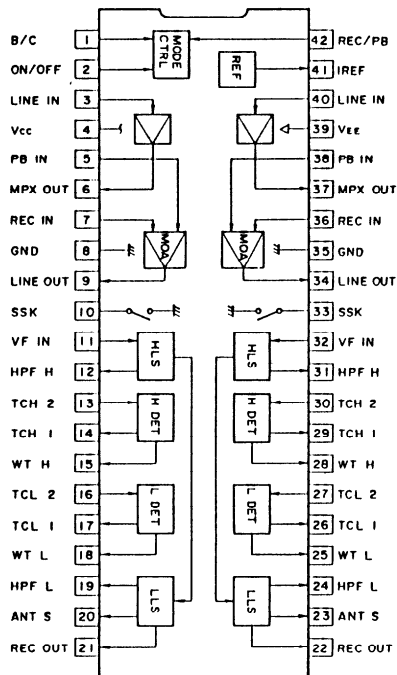 B/C 1 MODE CTRL 42 REC/PB
ON/OFF 2 REF 41 IREF
LINE IN 3 40 LINE IN
Vcc 4 39 VEE
PB IN 5 38 PB IN
MPX OUT 6 37 MPX OUT
REC IN 7 36 REC IN
GND 8 MOA MOA 35 GND
LINE OUT 9 34 LINE OUT
SSK 10 33 SSK
VF IN 11 HLS HLS 32 VF IN
HPF H 12 31 HPF H
TCH 2 13 H DET H DET 30 TCH 2
TCH 1 14 29 TCH 1
WT H 15 28 WT H
TCL 2 16 L DET L DET 27 TCL 2
TCL 1 17 26 TCL 1
WT L 18 25 WT L
HPF L 19 LLS LLS 24 HPF L
ANT S 20 23 ANT S
REC OUT 21 22 REC OUT